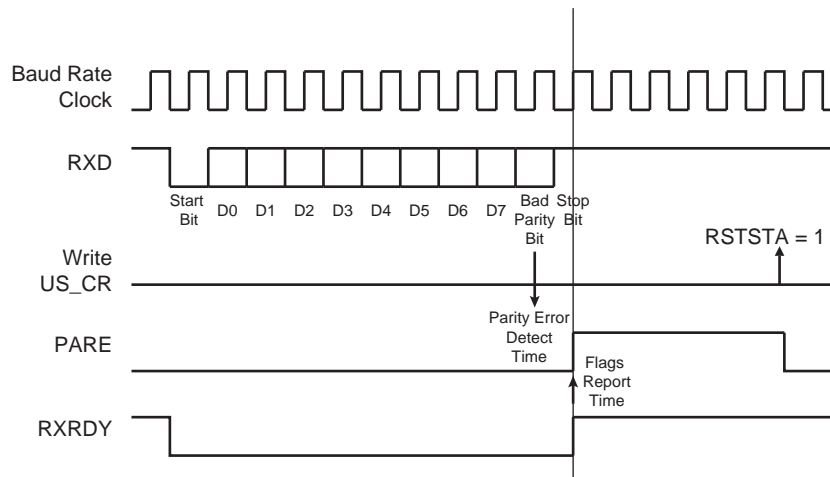 Baud Rate
Clock
RXD
Start
Bit
D0
D1
D2
D3
D4
D5
D6
D7
Bad
Parity
Bit
Stop
Bit
Write
US_CR
RSTSTA = 1
Parity Error
Detect
Time
PARE
Flags
Report
Time
RXRDY